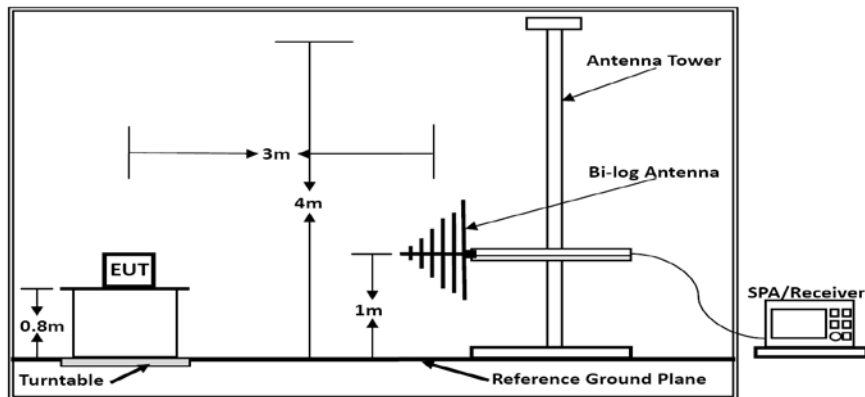 Antenna Tower
3m
Bi-log Antenna
4m
EUT
1m
0.8m
SPA/Receiver
Turntable
Reference Ground Plane